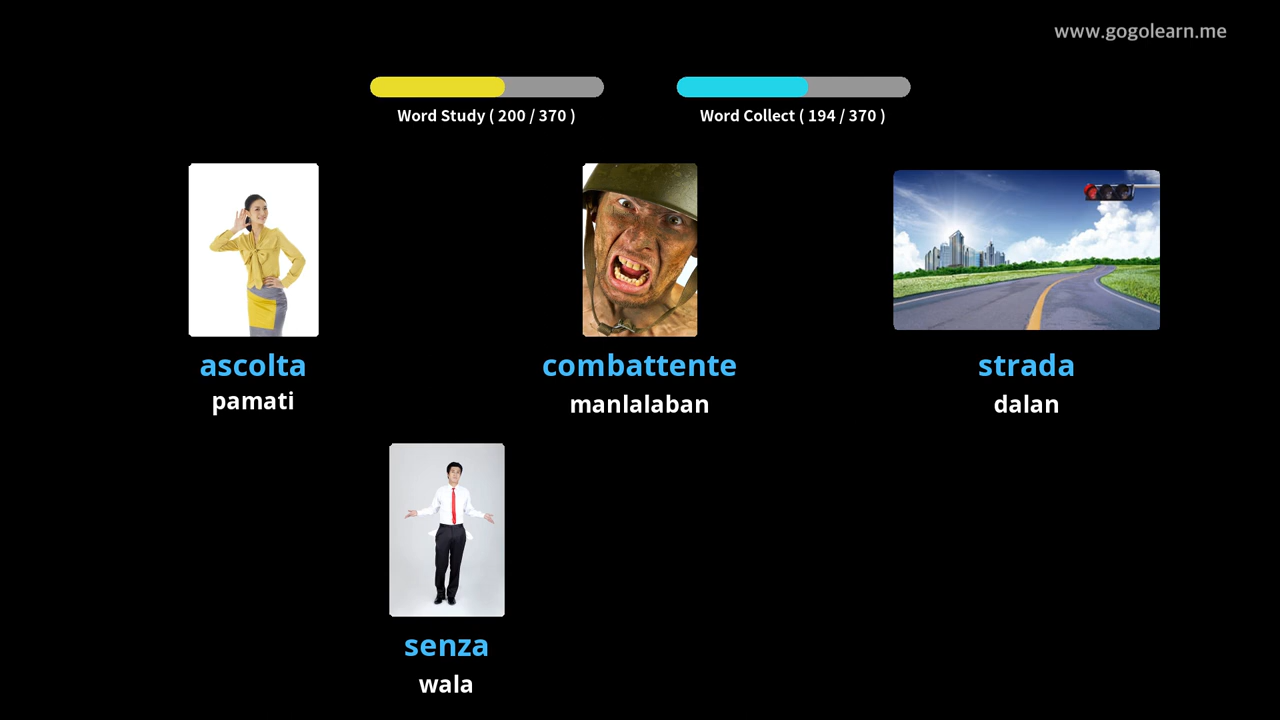 www.gogolearn.me
Word Study ( 200 / 370 )
Word Collect ( 194 / 370 )
ascolta
pamati
combattente
manlalaban
strada
dalan
senza
wala